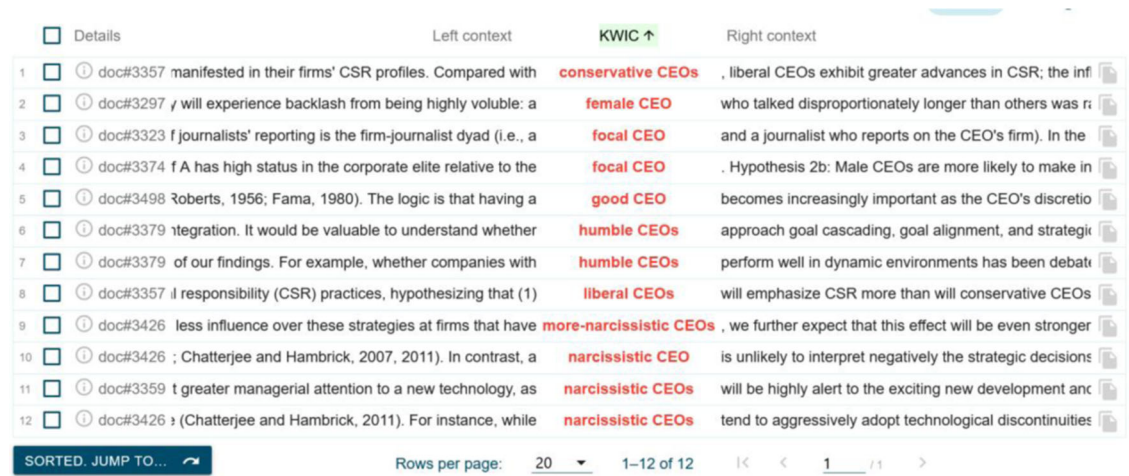 Details Left context KWIC ↑ Right context
1 doc#3357 manifested in their firms' CSR profiles. Compared with conservative CEOs , liberal CEOs exhibit greater advances in CSR; the infl
2 doc#3297 y will experience backlash from being highly voluble: a female CEO who talked disproportionately longer than others was ra
3 doc#3323 f journalists' reporting is the firm-journalist dyad (i.e., a focal CEO and a journalist who reports on the CEO's firm). In the
4 doc#3374 f A has high status in the corporate elite relative to the focal CEO . Hypothesis 2b: Male CEOs are more likely to make in
5 doc#3498 Roberts, 1956; Fama, 1980). The logic is that having a good CEO becomes increasingly important as the CEO's discretio
6 doc#3379 ntegration. It would be valuable to understand whether humble CEOs approach goal cascading, goal alignment, and strategic
7 doc#3379 of our findings. For example, whether companies with humble CEOs perform well in dynamic environments has been debate
8 doc#3357 l responsibility (CSR) practices, hypothesizing that (1) liberal CEOs will emphasize CSR more than will conservative CEOs
9 doc#3426 less influence over these strategies at firms that have more-narcissistic CEOs , we further expect that this effect will be even stronger
10 doc#3426 ; Chatterjee and Hambrick, 2007, 2011). In contrast, a narcissistic CEO is unlikely to interpret negatively the strategic decisions
11 doc#3359 t greater managerial attention to a new technology, as narcissistic CEOs will be highly alert to the exciting new development and
12 doc#3426 e (Chatterjee and Hambrick, 2011). For instance, while narcissistic CEOs tend to aggressively adopt technological discontinuities
SORTED. JUMP TO... Rows per page: 20 1–12 of 12 |< < 1 / 1 >